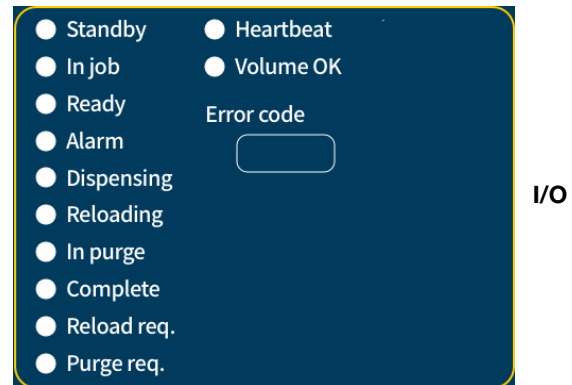 Standby
In job
Ready
Alarm
Dispensing
Reloading
In purge
Complete
Reload req.
Purge req.
Heartbeat
Volume OK
Error code
I/O